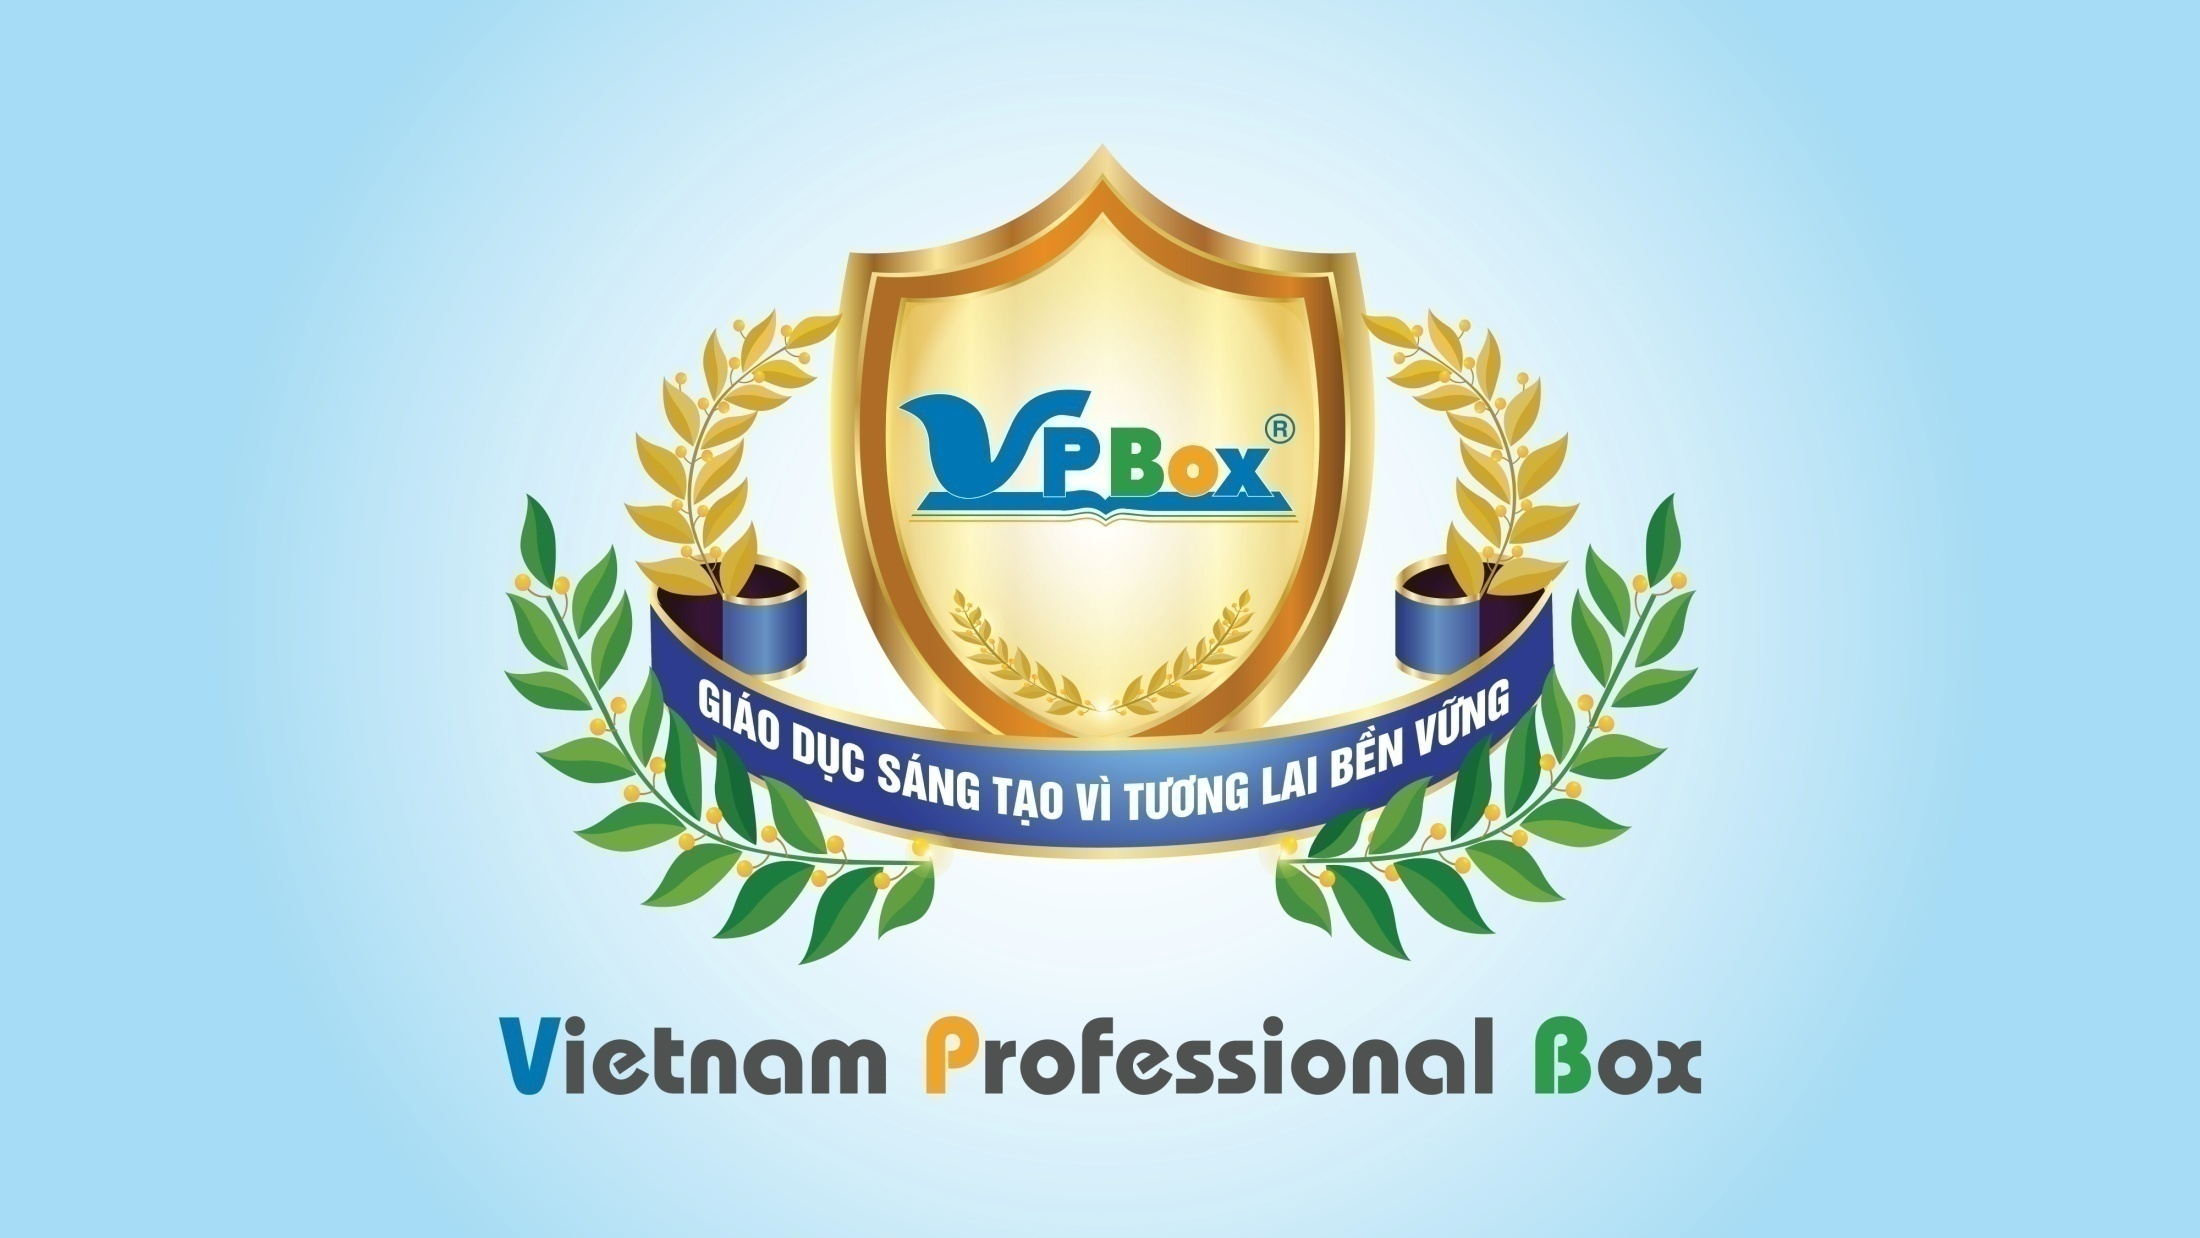 VPBox®
GIÁO DỤC SÁNG TẠO VÌ TƯƠNG LAI BỀN VỮNG
Vietnam Professional Box